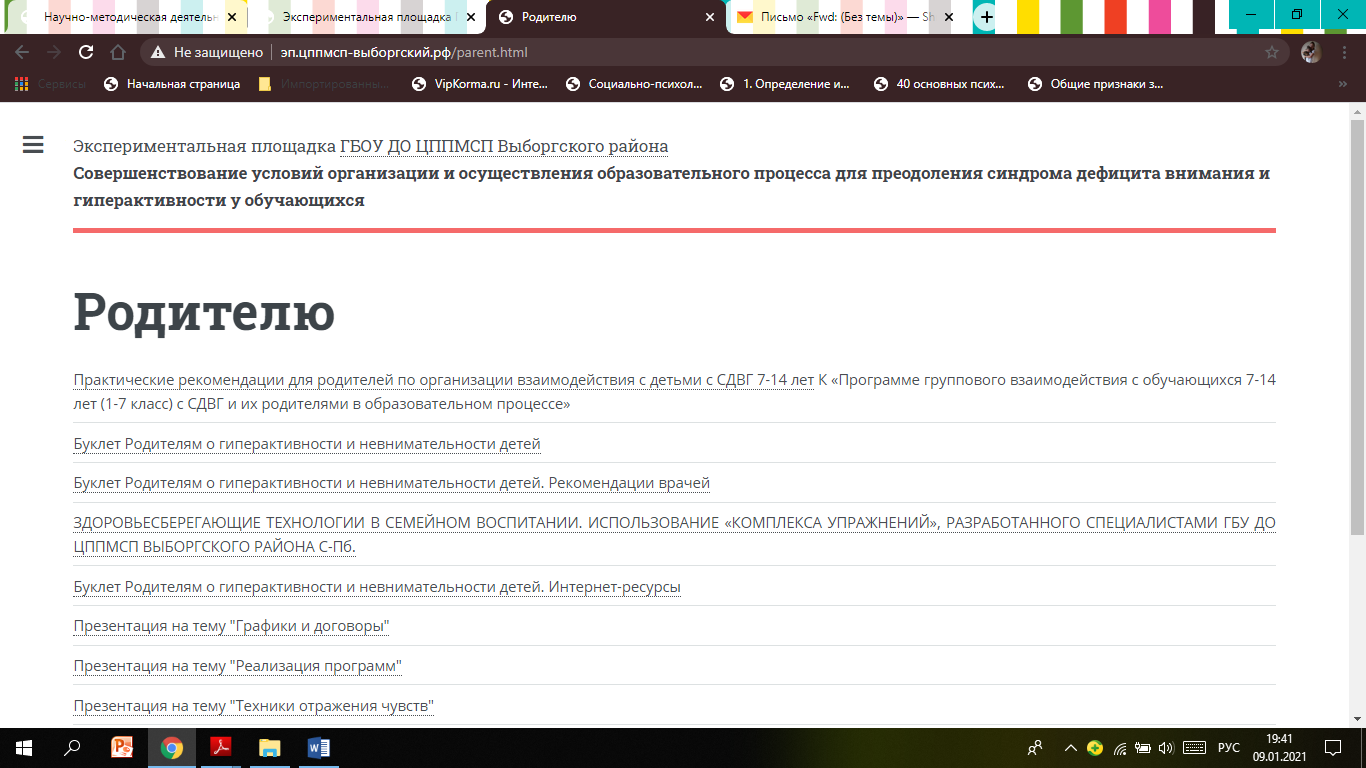 Научно-методическая деятельн
Экспериментальная площадка
Родителю
Письмо «Fwd: (Без темы)» — Sh
Не защищено
эп.цппмсп-выборгский.рф/parent.html
Сервисы
Начальная страница
Импортированны...
VipKorma.ru - Инте...
Социально-психол...
1. Определение и...
40 основных псих...
Общие признаки з...
»
Экспериментальная площадка ГБОУ ДО ЦППМСП Выборгского района
Совершенствование условий организации и осуществления образовательного процесса для преодоления синдрома дефицита внимания и
гиперактивности у обучающихся
Родителю
Практические рекомендации для родителей по организации взаимодействия с детьми с СДВГ 7-14 лет К «Программе группового взаимодействия с обучающихся 7-14
лет (1-7 класс) с СДВГ и их родителями в образовательном процессе»
Буклет Родителям о гиперактивности и невнимательности детей
Буклет Родителям о гиперактивности и невнимательности детей. Рекомендации врачей
ЗДОРОВЬЕСБЕРЕГАЮЩИЕ ТЕХНОЛОГИИ В СЕМЕЙНОМ ВОСПИТАНИИ. ИСПОЛЬЗОВАНИЕ «КОМПЛЕКСА УПРАЖНЕНИЙ», РАЗРАБОТАННОГО СПЕЦИАЛИСТАМИ ГБУ ДО
ЦППМСП ВЫБОРГСКОГО РАЙОНА С-Пб.
Буклет Родителям о гиперактивности и невнимательности детей. Интернет-ресурсы
Презентация на тему "Графики и договоры"
Презентация на тему "Реализация программ"
Презентация на тему "Техники отражения чувств"
РУС
19:41
09.01.2021